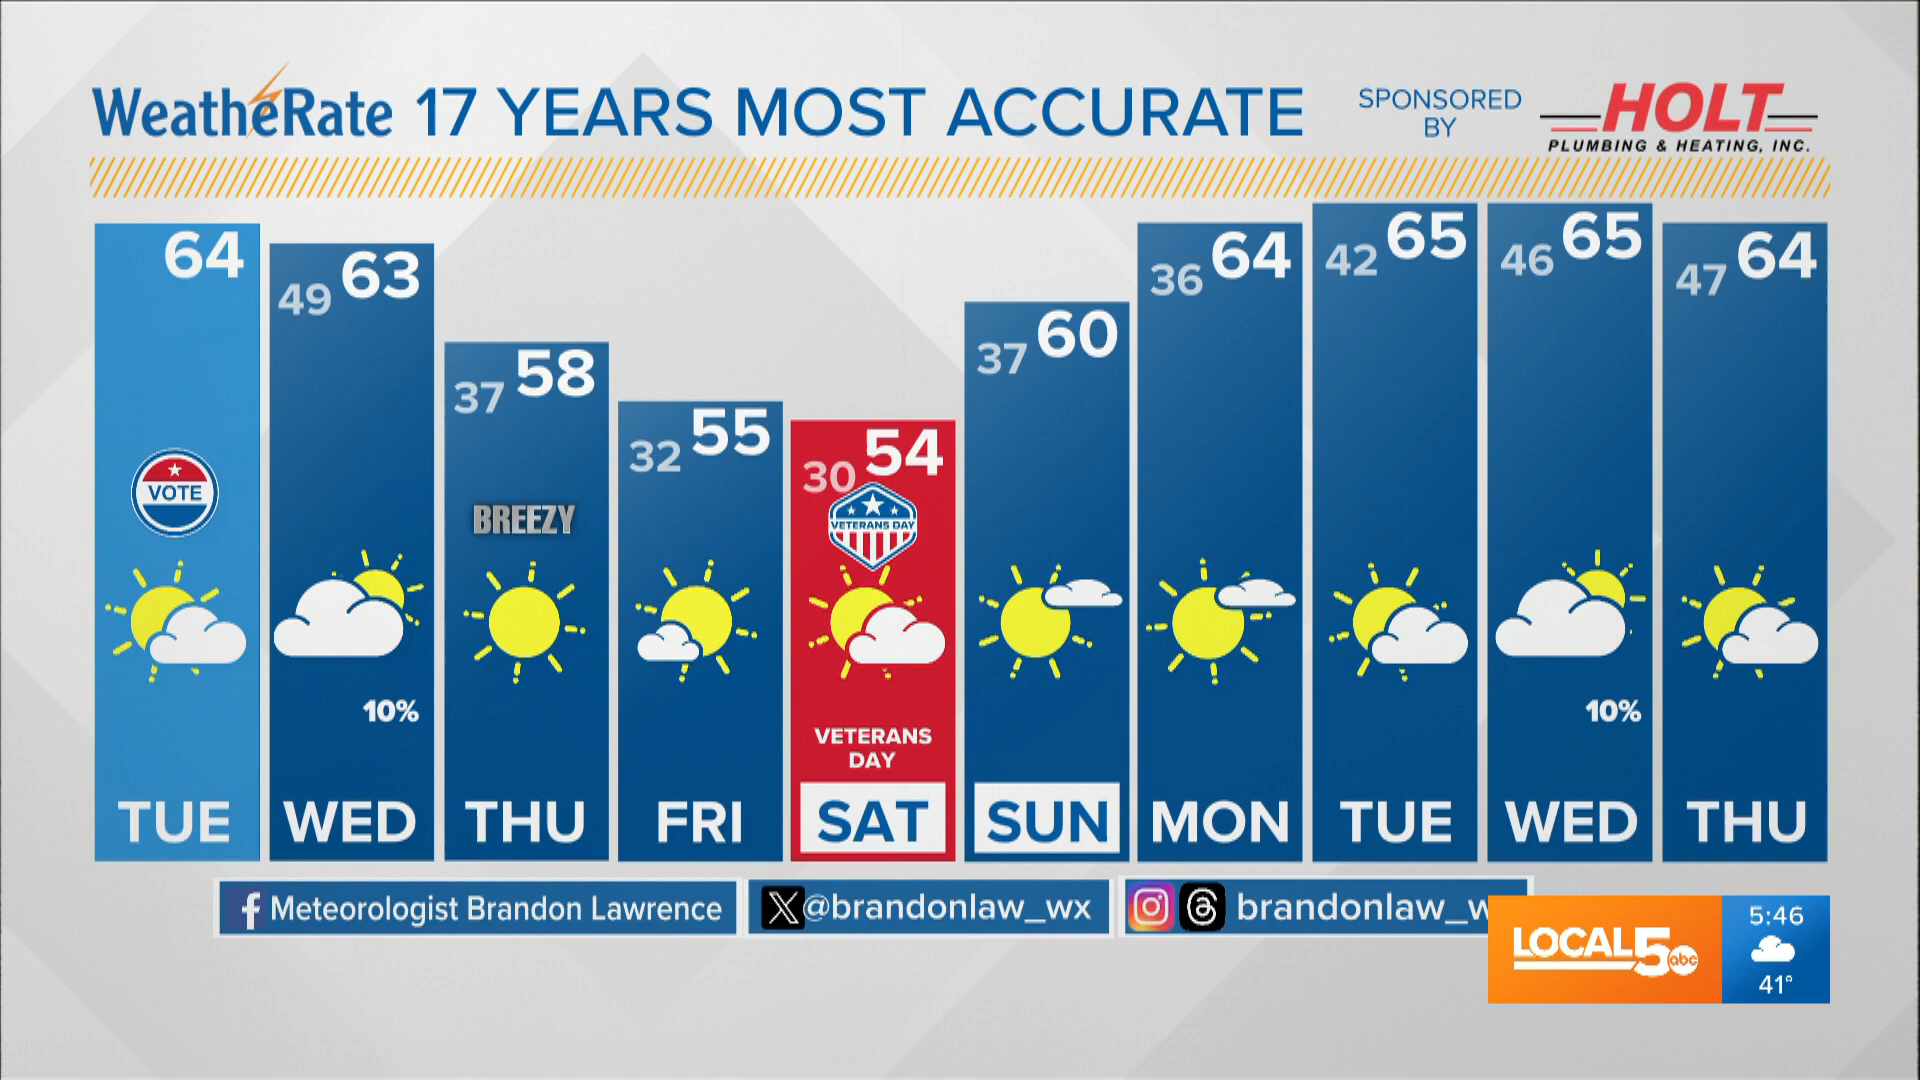 WeatheRate 17 YEARS MOST ACCURATE
SPONSORED
BY
HOLT
PLUMBING & HEATING, INC.
64
49 63
37 58
32 55
30 54
37 60
36 64
42 65
46 65
47 64
VOTE
BREEZY
VETERANS DAY
10%
10%
VETERANS
DAY
TUE
WED
THU
FRI
SAT
SUN
MON
TUE
WED
THU
f Meteorologist Brandon Lawrence
X @brandonlaw_wx
brandonlaw_w
LOCAL 5 abc
5:46
41°